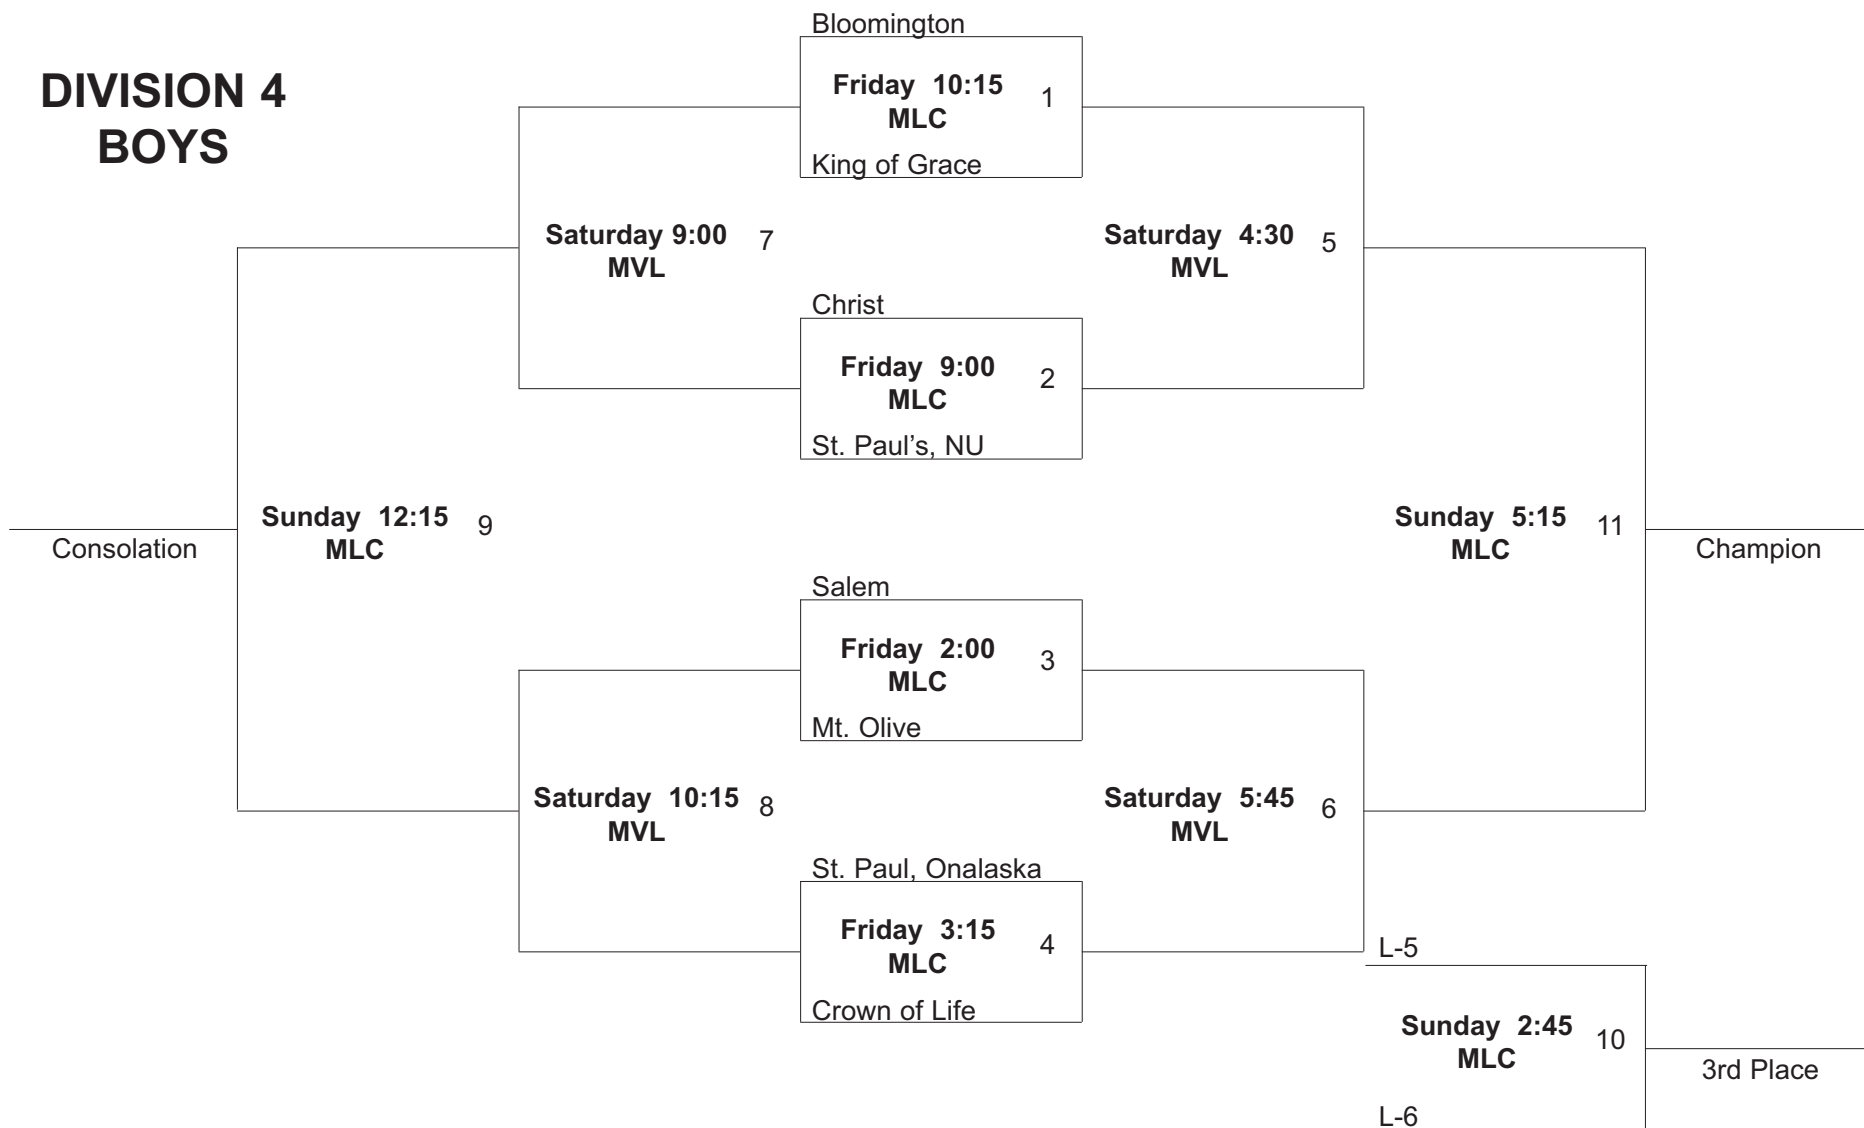 DIVISION 4
BOYS
Bloomington
Friday 10:15 1
MLC
King of Grace
Saturday 9:00 7
MVL
Saturday 4:30 5
MVL
Christ
Friday 9:00 2
MLC
St. Paul's, NU
Sunday 12:15 9
MLC
Consolation
Sunday 5:15 11
MLC
Champion
Salem
Friday 2:00 3
MLC
Mt. Olive
Saturday 10:15 8
MVL
Saturday 5:45 6
MVL
St. Paul, Onalaska
Friday 3:15 4
MLC
Crown of Life
L-5
Sunday 2:45 10
MLC
3rd Place
L-6